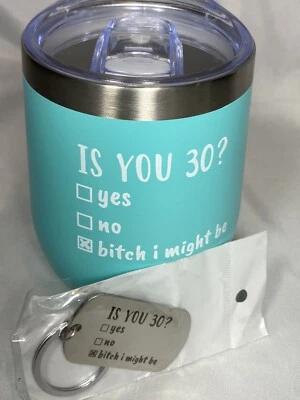 IS YOU 30?
☐ yes
☐ no
☒ bitch i might be
IS YOU 30?
☐ yes
☐ no
☒ bitch i might be